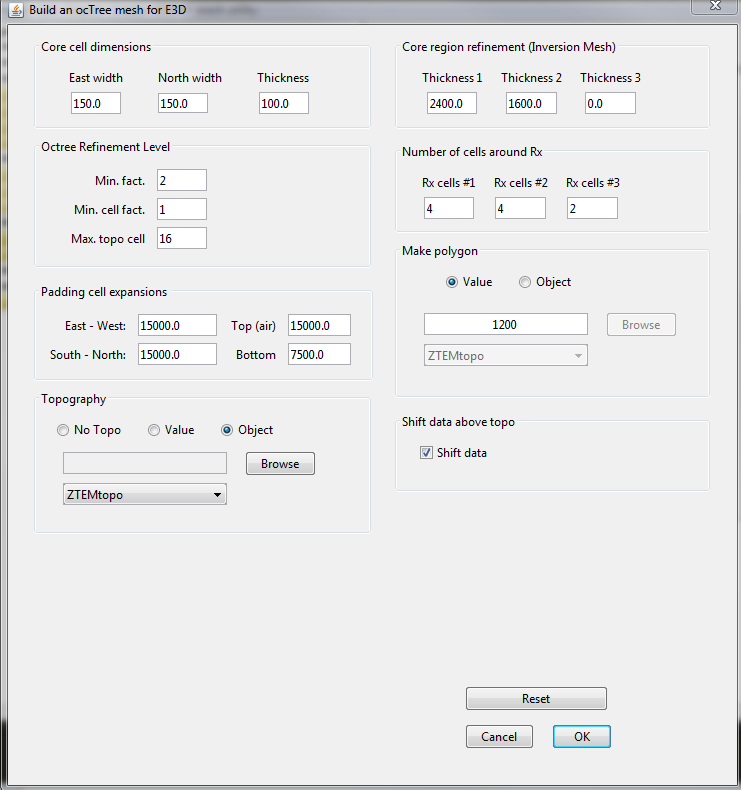 Build an ocTree mesh for E3D
Core cell dimensions
East width North width Thickness
150.0 150.0 100.0
Octree Refinement Level
Min. fact. 2
Min. cell fact. 1
Max. topo cell 16
Padding cell expansions
East - West: 15000.0 Top (air) 15000.0
South - North: 15000.0 Bottom 7500.0
Topography
No Topo Value Object
Browse
ZTEMtopo
Core region refinement (Inversion Mesh)
Thickness 1 Thickness 2 Thickness 3
2400.0 1600.0 0.0
Number of cells around Rx
Rx cells #1 Rx cells #2 Rx cells #3
4 4 2
Make polygon
Value Object
1200 Browse
ZTEMtopo
Shift data above topo
Shift data
Reset
Cancel OK